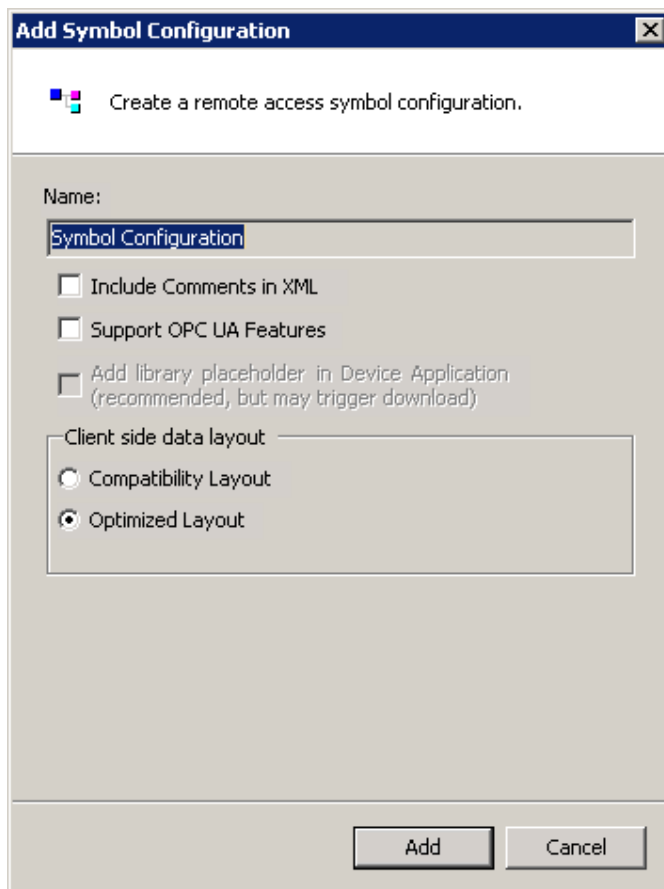 Add Symbol Configuration
Create a remote access symbol configuration.
Name:
Symbol Configuration
Include Comments in XML
Support OPC UA Features
Add library placeholder in Device Application
(recommended, but may trigger download)
Client side data layout
Compatibility Layout
Optimized Layout
Add
Cancel